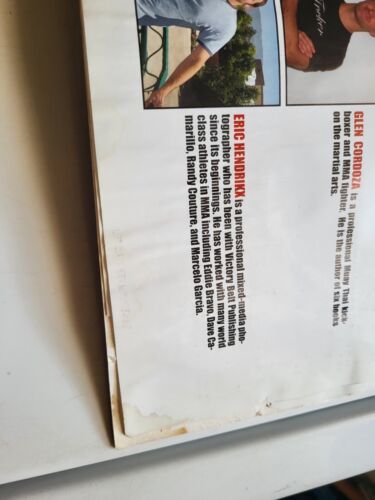 GLEN CORDOZA is a professional Muay Thai kick-
boxer and MMA fighter. He is the author of six books
on the martial arts.
ERIC HENDRIKX is a professional mixed-media pho-
tographer who has been with Victory Belt Publishing
since its beginnings. He has worked with many world
class athletes in MMA including Eddie Bravo, Dave Ca-
marillo, Randy Couture, and Marcelo Garcia.